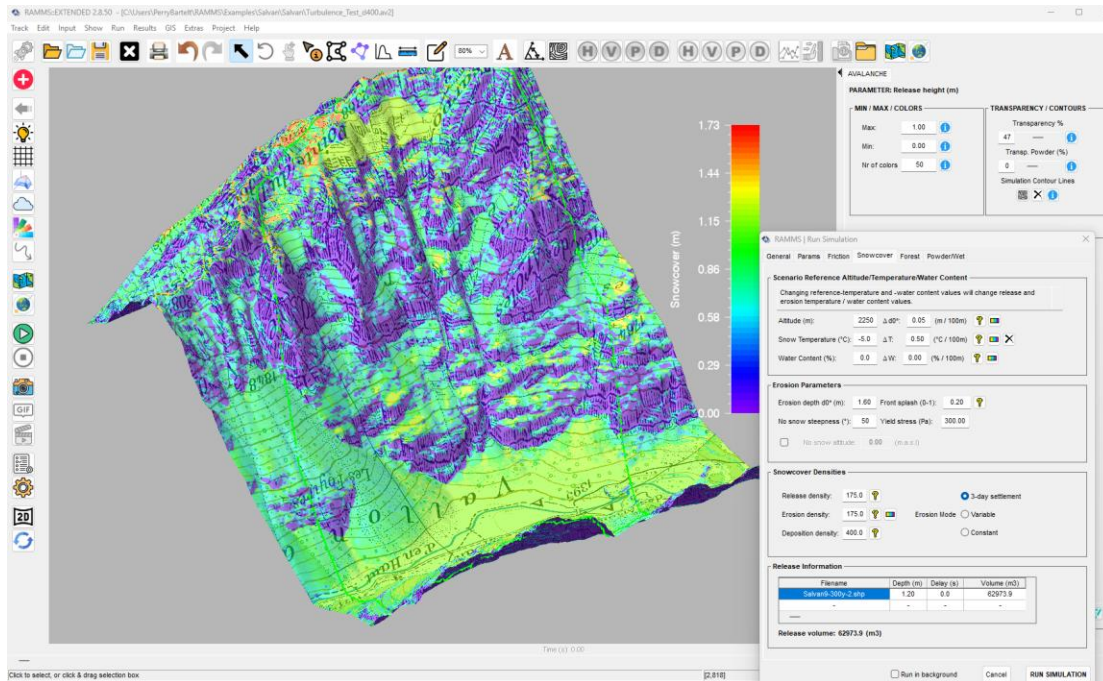 RAMMS::EXTENDED 2.8.50 - [C:\Users\PerryBartelt\RAMMS\Examples\Salvan\Salvan\Turbulence_Test_d400.av2]
Track Edit Input Show Run Results GIS Extras Project Help
80%
A
H V P D H V P D
AVALANCHE
PARAMETER: Release height (m)
MIN / MAX / COLORS
Max: 1.00
Min: 0.00
Nr of colors 50
TRANSPARENCY / CONTOURS
Transparency %
47
Transp. Powder (%)
0
Simulation Contour Lines
GIF
2D
1.73
1.44
1.15
0.86
0.58
0.29
0.00
Snowcover (m)
1818
Vallon
d'en Haut
1393
RAMMS | Run Simulation
General Params Friction Snowcover Forest Powder/Wet
Scenario Reference Altitude/Temperature/Water Content
Changing reference-temperature and -water content values will change release and
erosion temperature / water content values.
Altitude (m): 2250 Δ d0*: 0.05 (m / 100m)
Snow Temperature (°C): -5.0 Δ T: 0.50 (°C / 100m)
Water Content (%): 0.0 Δ W: 0.00 (% / 100m)
Erosion Parameters
Erosion depth d0* (m): 1.60 Front splash (0-1): 0.20
No snow steepness (°): 50 Yield stress (Pa): 300.00
No snow altitude: 0.00 (m.a.s.l)
Snowcover Densities
Release density: 175.0
Erosion density: 175.0
Deposition density: 400.0
Erosion Mode
3-day settlement
Variable
Constant
Release Information
Filename Depth (m) Delay (s) Volume (m3)
Salvan9-300y-2.shp 1.20 0.0 62973.9
- - - -
Release volume: 62973.9 (m3)
Run in background Cancel RUN SIMULATION
Time (s) 0.00
Click to select, or click & drag selection box
[2,818]